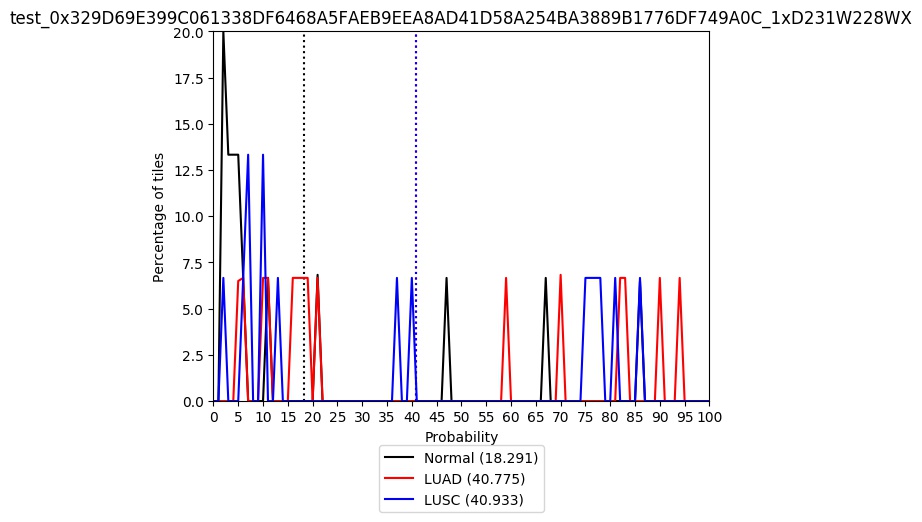 test_0x329D69E399C061338DF6468A5FAEB9EEA8AD41D58A254BA3889B1776DF749A0C_1xD231W228WX
20.0
17.5
15.0
12.5
10.0
7.5
5.0
2.5
0.0
Percentage of tiles
0 5 10 15 20 25 30 35 40 45 50 55 60 65 70 75 80 85 90 95 100
Probability
Normal (18.291)
LUAD (40.775)
LUSC (40.933)